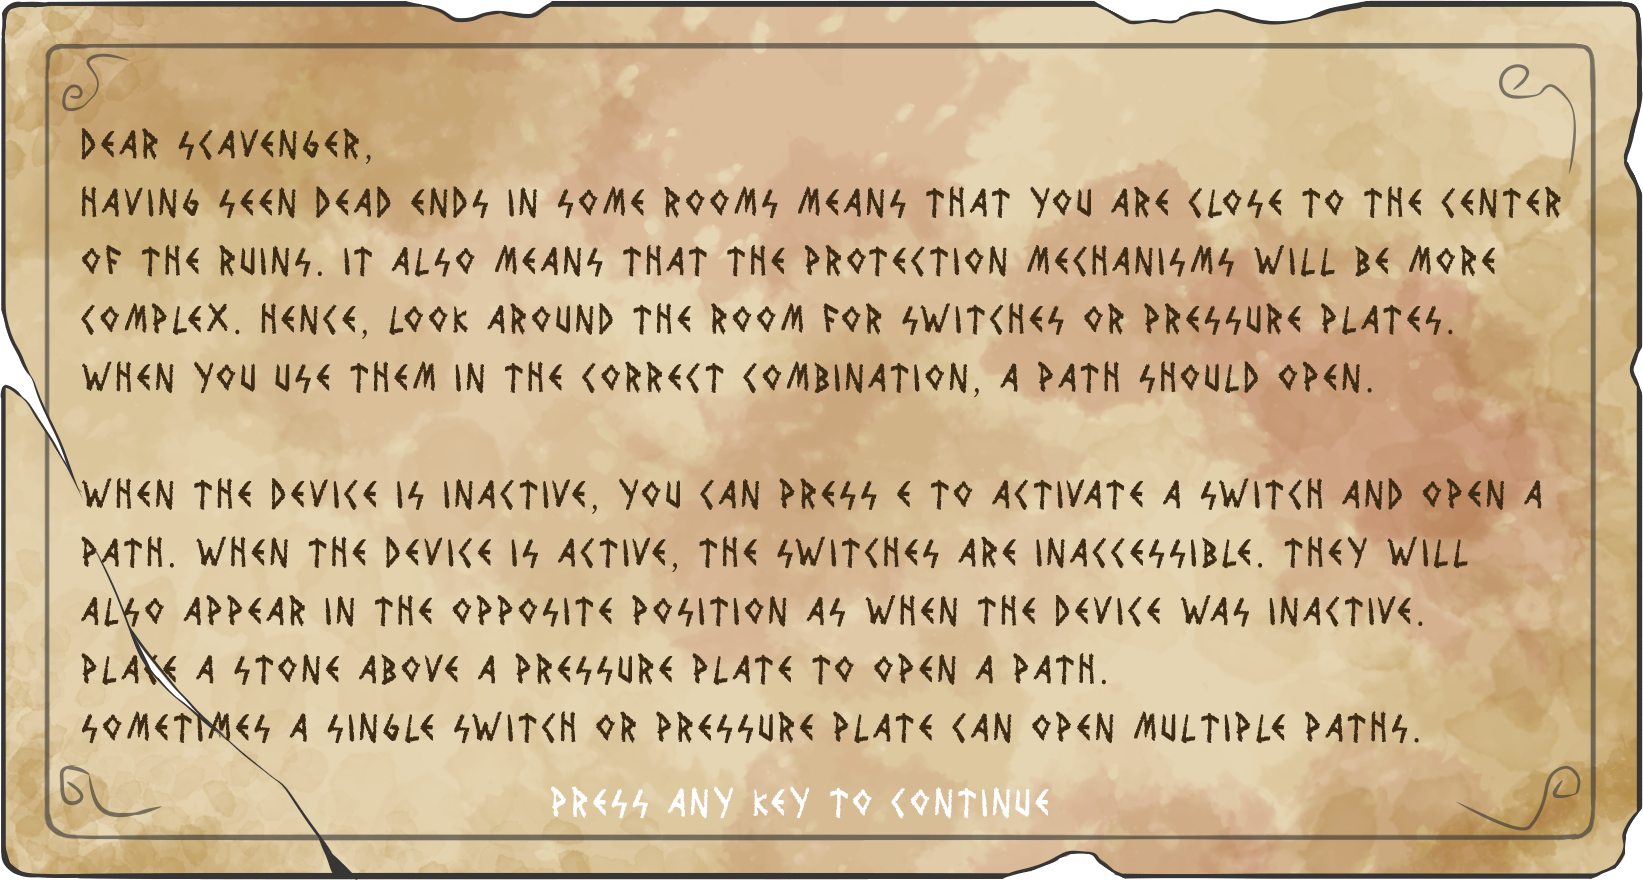 DEAR SCAVENGER,
HAVING SEEN DEAD ENDS IN SOME ROOMS MEANS THAT YOU ARE CLOSE TO THE CENTER
OF THE RUINS. IT ALSO MEANS THAT THE PROTECTION MECHANISMS WILL BE MORE
COMPLEX. HENCE, LOOK AROUND THE ROOM FOR SWITCHES OR PRESSURE PLATES.
WHEN YOU USE THEM IN THE CORRECT COMBINATION, A PATH SHOULD OPEN.
WHEN THE DEVICE IS INACTIVE, YOU CAN PRESS E TO ACTIVATE A SWITCH AND OPEN A
PATH. WHEN THE DEVICE IS ACTIVE, THE SWITCHES ARE INACCESSIBLE. THEY WILL
ALSO APPEAR IN THE OPPOSITE POSITION AS WHEN THE DEVICE WAS INACTIVE.
PLACE A STONE ABOVE A PRESSURE PLATE TO OPEN A PATH.
SOMETIMES A SINGLE SWITCH OR PRESSURE PLATE CAN OPEN MULTIPLE PATHS.
PRESS ANY KEY TO CONTINUE